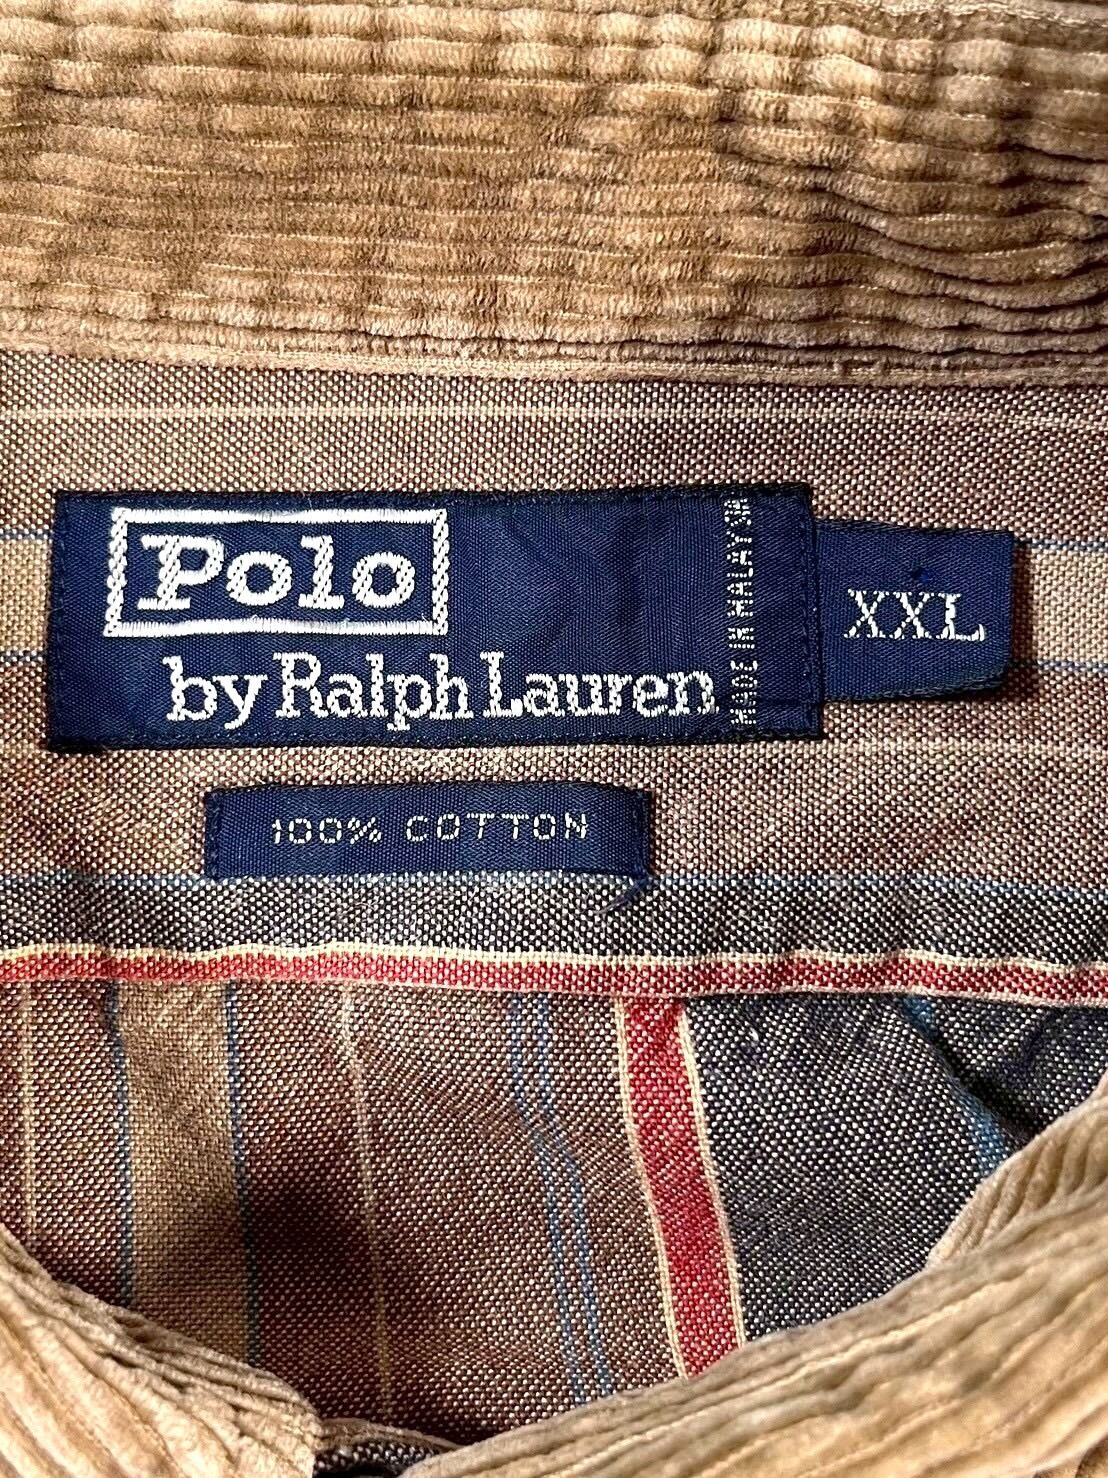 Polo
by Ralph Lauren
MADE IN MALAYSIA
XXL
100% COTTON